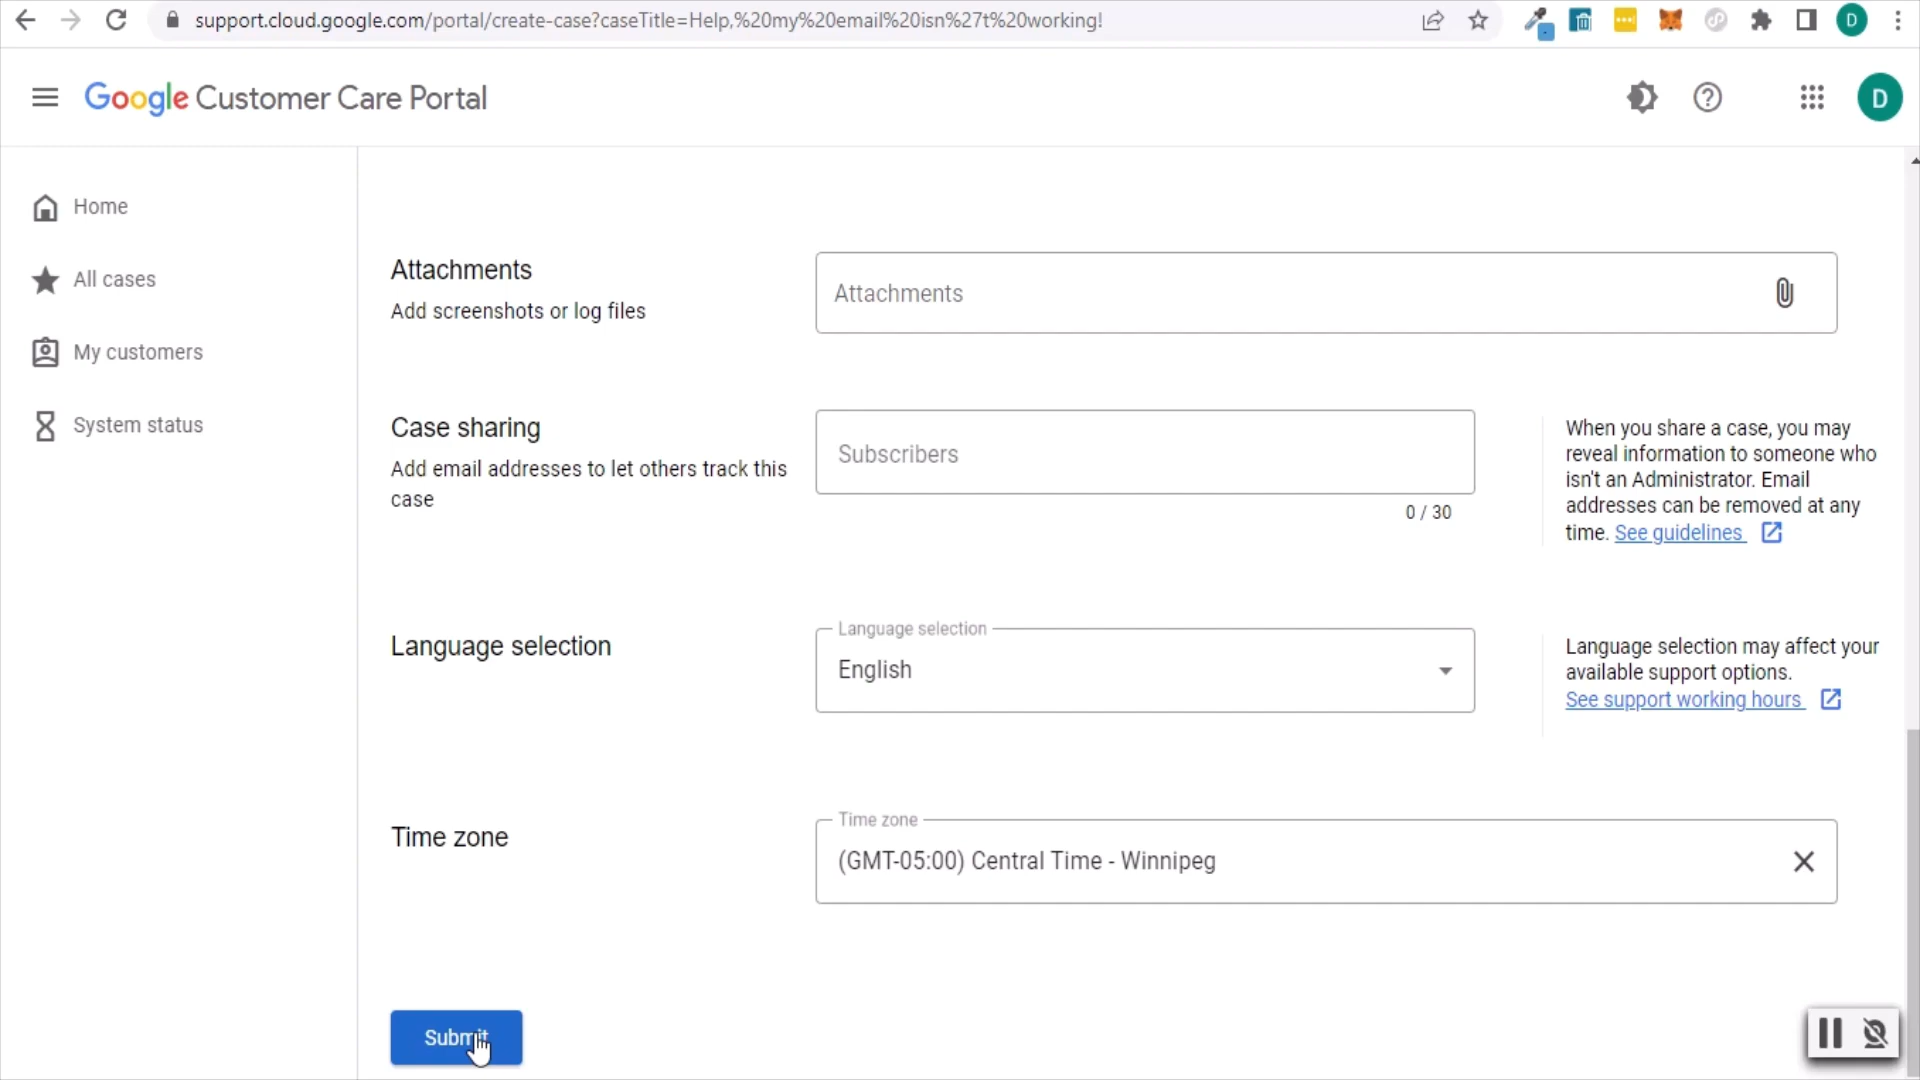 support.cloud.google.com/portal/create-case?caseTitle=Help,%20my%20email%20isn%27t%20working!
D
Google Customer Care Portal
D
Home
All cases
My customers
System status
Attachments
Add screenshots or log files
Attachments
Case sharing
Add email addresses to let others track this
case
Subscribers
0 / 30
When you share a case, you may
reveal information to someone who
isn't an Administrator. Email
addresses can be removed at any
time. See guidelines
Language selection
Language selection
English
Language selection may affect your
available support options.
See support working hours
Time zone
Time zone
(GMT-05:00) Central Time - Winnipeg
Submit